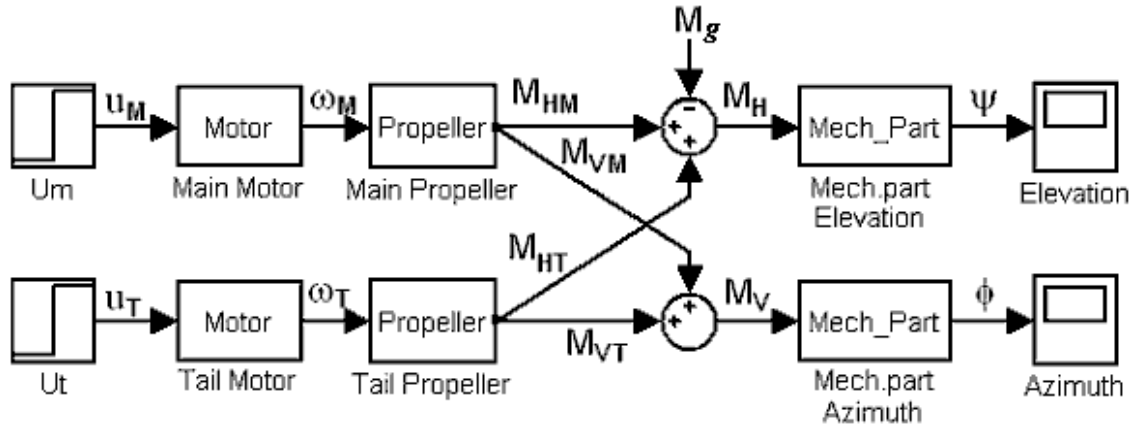 Mg
uM
Motor
ωM
Propeller
MHM
MVM
-
+
+
MH
Mech_Part
ψ
Um
Main Motor
Main Propeller
Mech.part
Elevation
Elevation
MHT
uT
Motor
ωT
Propeller
MVT
+
+
MV
Mech_Part
ϕ
Ut
Tail Motor
Tail Propeller
Mech.part
Azimuth
Azimuth